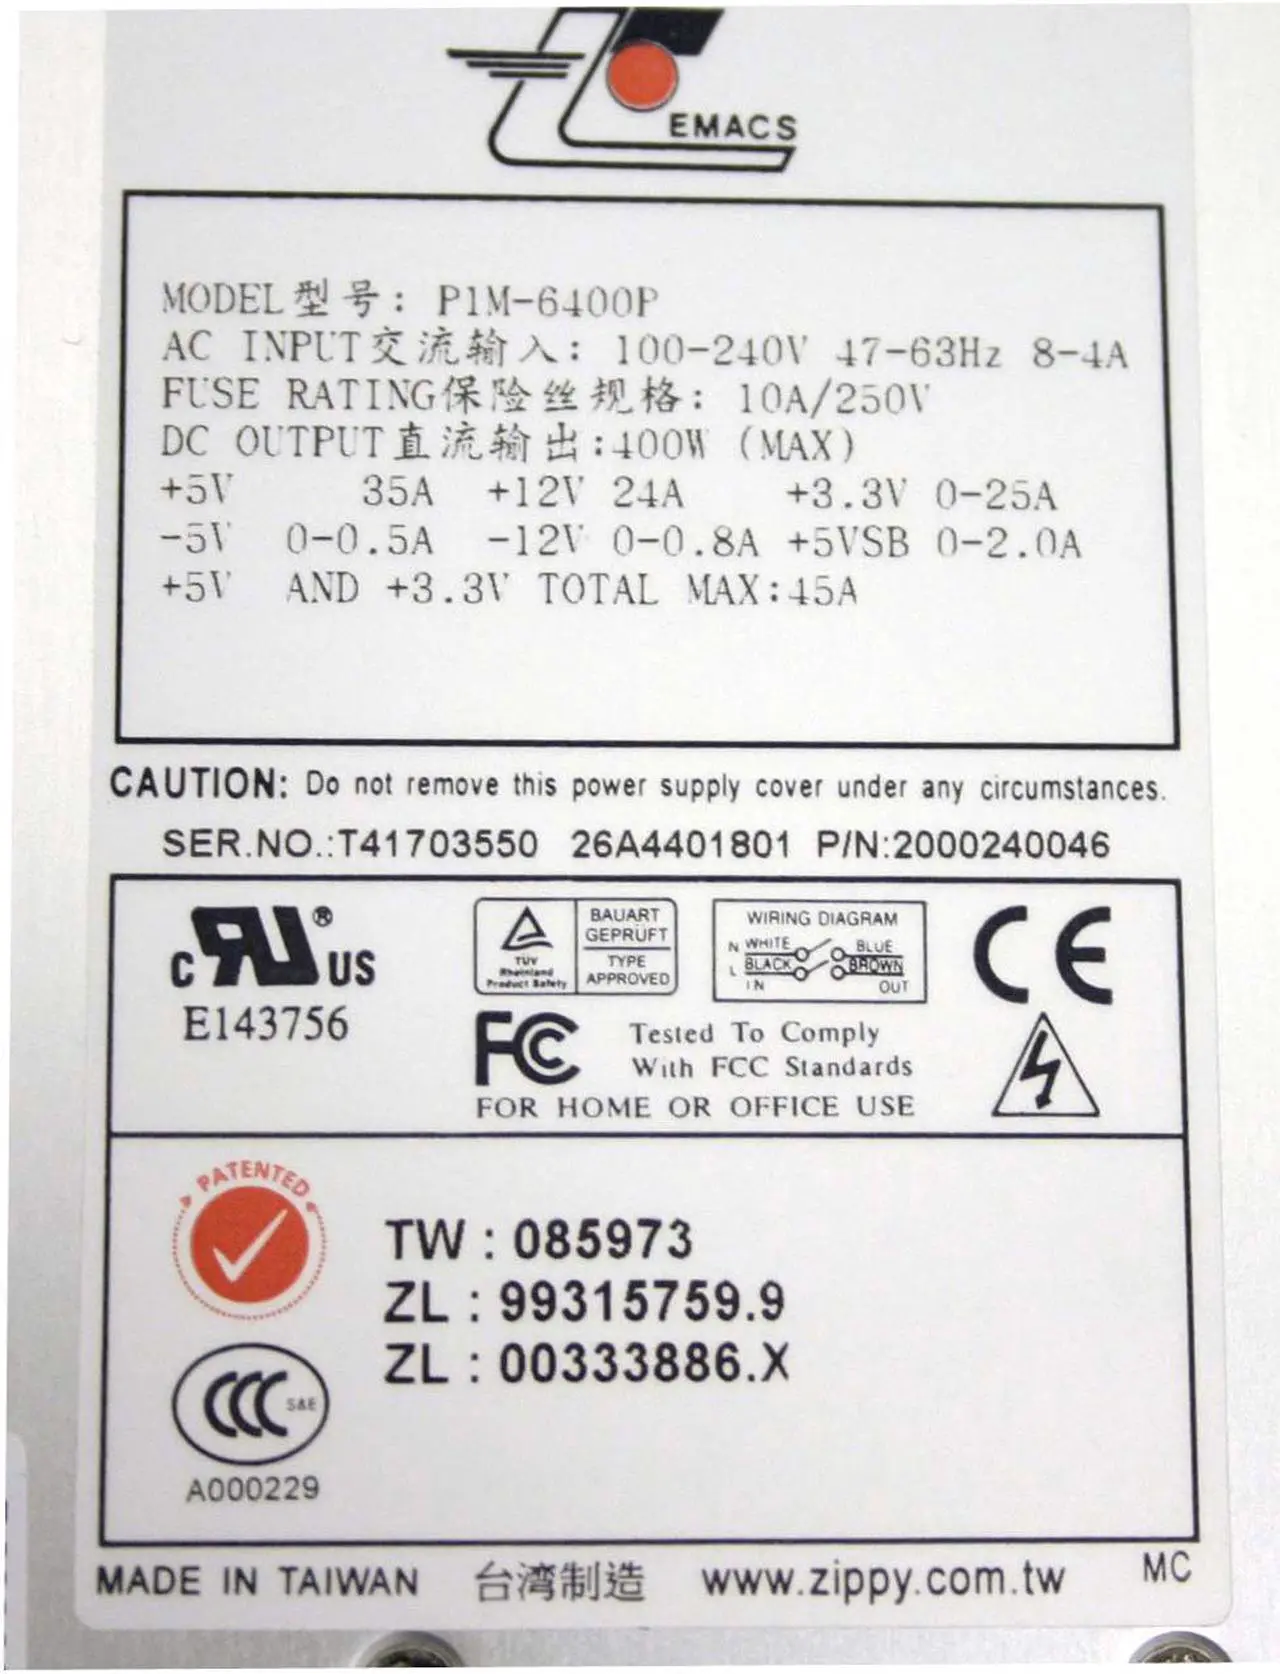 EMACS
MODEL型号: P1M-6400P
AC INPUT交流输入: 100-240V 47-63Hz 8-4A
FUSE RATING保险丝规格: 10A/250V
DC OUTPUT直流输出:400W (MAX)
+5V 35A +12V 24A +3.3V 0-25A
-5V 0-0.5A -12V 0-0.8A +5VSB 0-2.0A
+5V AND +3.3V TOTAL MAX:45A
CAUTION: Do not remove this power supply cover under any circumstances.
SER.NO.:T41703550 26A4401801 P/N:2000240046
C RU ® US
E143756
TÜV
Rheinland
Product Safety
BAUART
GEPRÜFT
TYPE
APPROVED
WIRING DIAGRAM
N WHITE BLUE
L BLACK BROWN
IN OUT
CE
FC Tested To Comply
With FCC Standards
FOR HOME OR OFFICE USE
PATENTED
TW : 085973
ZL : 99315759.9
ZL : 00333886.X
CCC S&E
A000229
MADE IN TAIWAN 台湾制造 www.zippy.com.tw MC